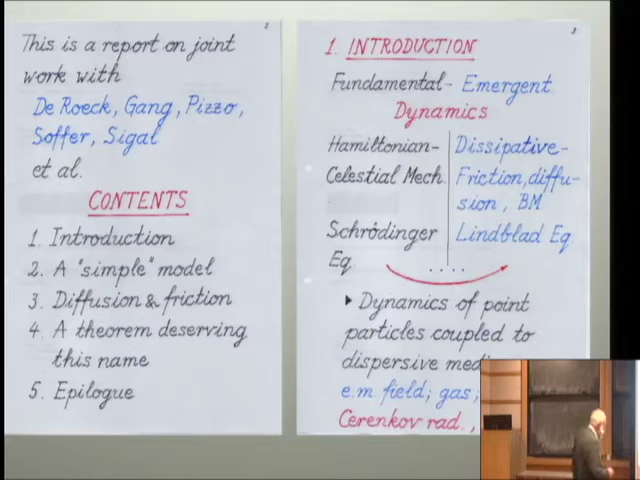 2
This is a report on joint
work with
De Roeck, Gang, Pizzo,
Soffer, Sigal
et al.
CONTENTS
1. Introduction
2. A "simple" model
3. Diffusion & friction
4. A theorem deserving
this name
5. Epilogue
3
1. INTRODUCTION
Fundamental- Emergent
Dynamics
Hamiltonian- Dissipative-
Celestial Mech. Friction, diffu-
sion, BM
Schrödinger Lindblad Eq
Eq. ....
▸ Dynamics of point
particles coupled to
dispersive
e.m. field; gas;
Cerenkov rad.,